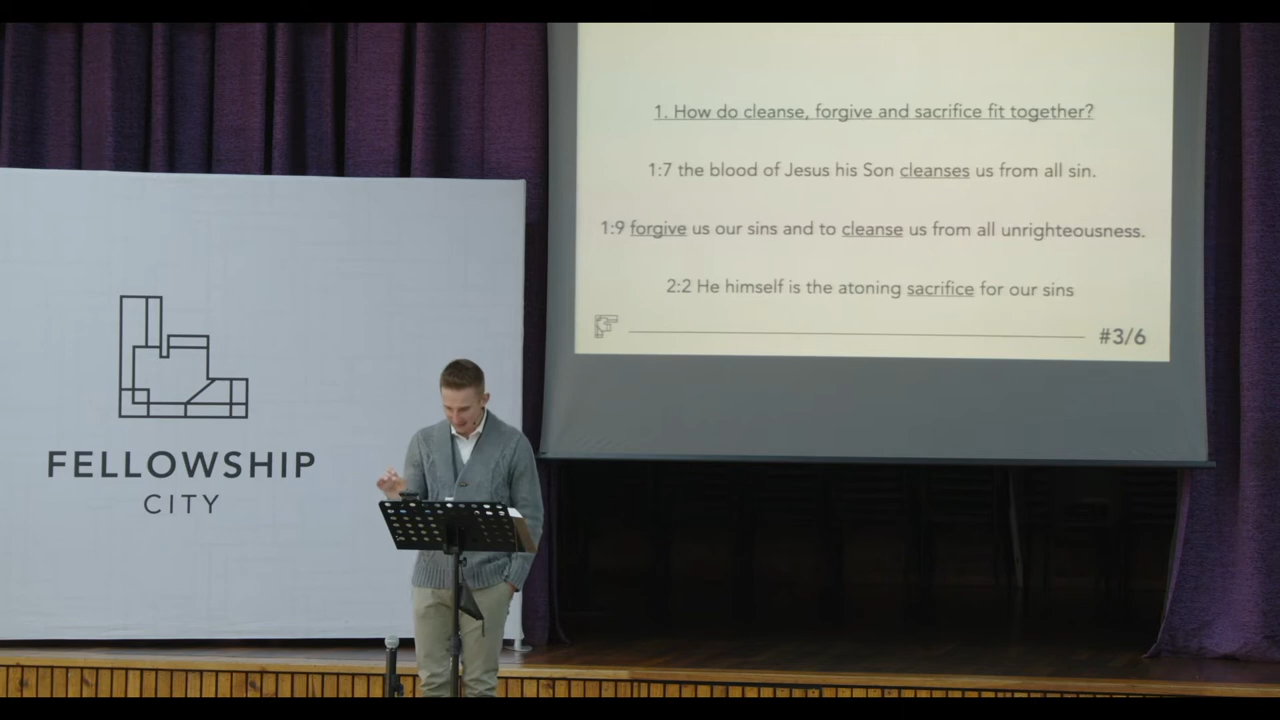 1. How do cleanse, forgive and sacrifice fit together?
1:7 the blood of Jesus his Son cleanses us from all sin.
1:9 forgive us our sins and to cleanse us from all unrighteousness.
2:2 He himself is the atoning sacrifice for our sins
#3/6
FELLOWSHIP
CITY